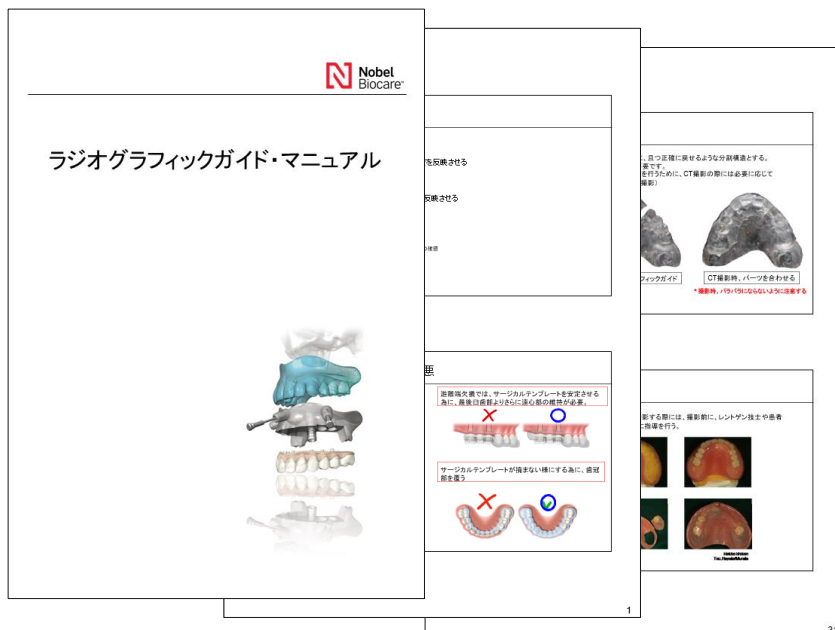 Nobel
Biocare
ラジオグラフィックガイド・マニュアル
を反映させる
反映させる
の確認
悪
遊離端欠損では、サージカルテンプレートを安定させる
為に、最後臼歯部よりさらに遠心部の維持が必要。
サージカルテンプレートが撓まない様にする為に、歯冠
部を覆う
1
、且つ正確に戻せるような分割構造とする。
要です。
を行うために、CT撮影の際には必要に応じて
撮影)
フィックガイド
CT撮影時、パーツを合わせる
*撮影時、バラバラにならないように注意する
影する際には、撮影前に、レントゲン技士や患者
に指導を行う。